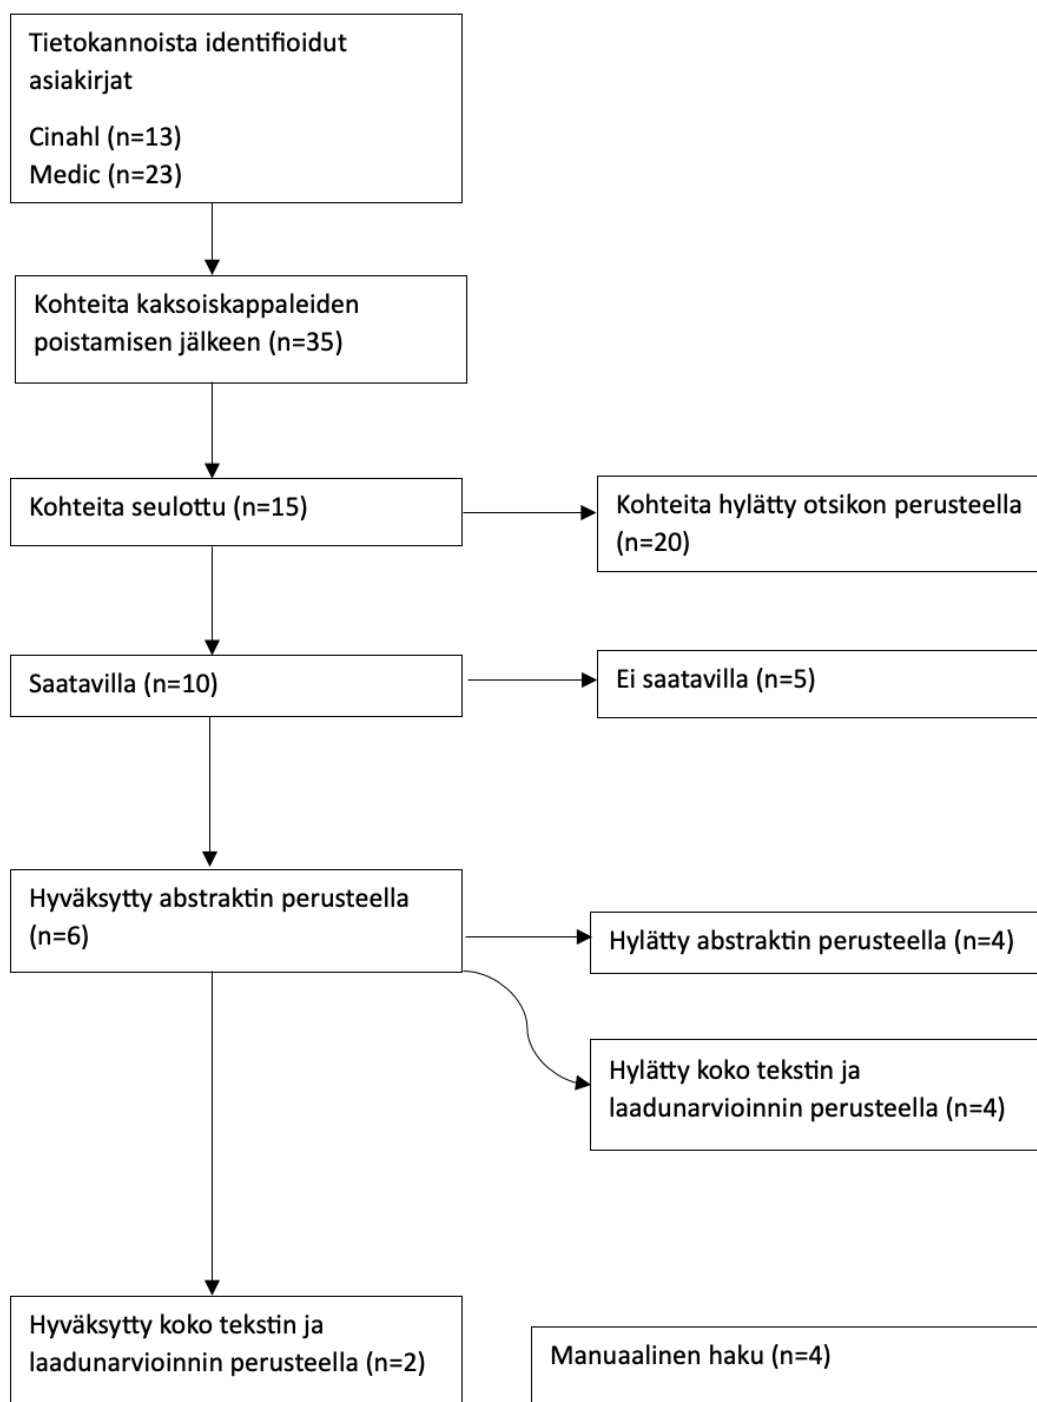 Tietokannoista identifioidut
asiakirjat
Cinahl (n=13)
Medic (n=23)
Kohteita kaksoiskappaleiden
poistamisen jälkeen (n=35)
Kohteita seulottu (n=15)
Kohteita hylätty otsikon perusteella
(n=20)
Saatavilla (n=10)
Ei saatavilla (n=5)
Hyväksytty abstraktin perusteella
(n=6)
Hylätty abstraktin perusteella (n=4)
Hylätty koko tekstin ja
laadunarvioinnin perusteella (n=4)
Hyväksytty koko tekstin ja
laadunarvioinnin perusteella (n=2)
Manuaalinen haku (n=4)